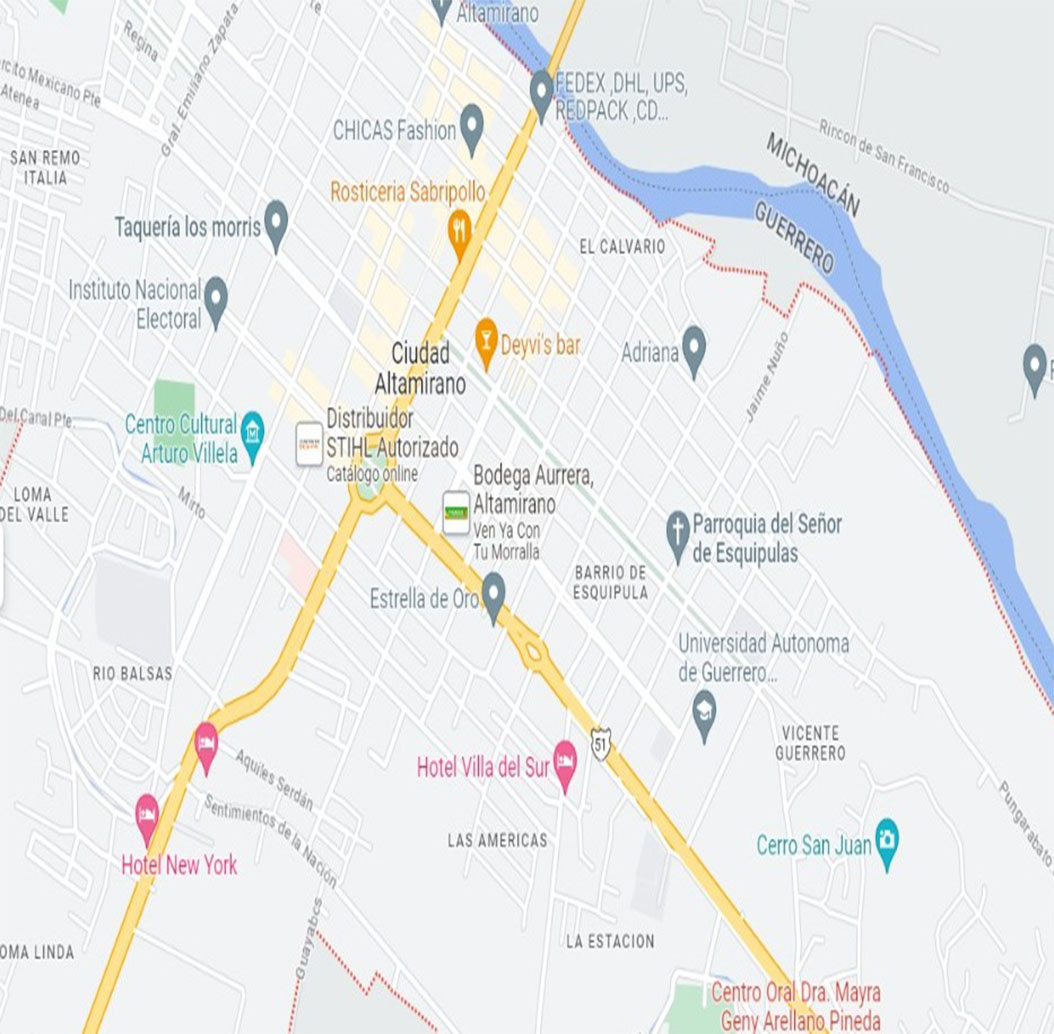 Altamirano
Regina
Gral. Emiliano Zapata
Mexicano Pte
Atenea
FEDEX ,DHL, UPS,
REDPACK ,CD...
CHICAS Fashion
Rincon de San Francisco
SAN REMO
ITALIA
MICHOACÁN
GUERRERO
Rosticeria Sabripollo
Taquería los morris
EL CALVARIO
Instituto Nacional
Electoral
Deyvi's bar
Adriana
Jaime Nuño
Ciudad
Altamirano
Del Canal Pte.
Centro Cultural
Arturo Villela
Distribuidor
STIHL Autorizado
Catálogo online
Bodega Aurrera,
Altamirano
Ven Ya Con
Tu Morralla
LOMA
DEL VALLE
Mirto
Parroquia del Señor
de Esquipulas
BARRIO DE
ESQUIPULA
Estrella de Oro
Universidad Autonoma
de Guerrero...
RIO BALSAS
VICENTE
GUERRERO
51
Hotel Villa del Sur
Aquiles Serdán
Sentimientos de la Nación
Pungarabato
LAS AMERICAS
Cerro San Juan
Hotel New York
Guayabos
OMA LINDA
LA ESTACION
Centro Oral Dra. Mayra
Geny Arellano Pineda